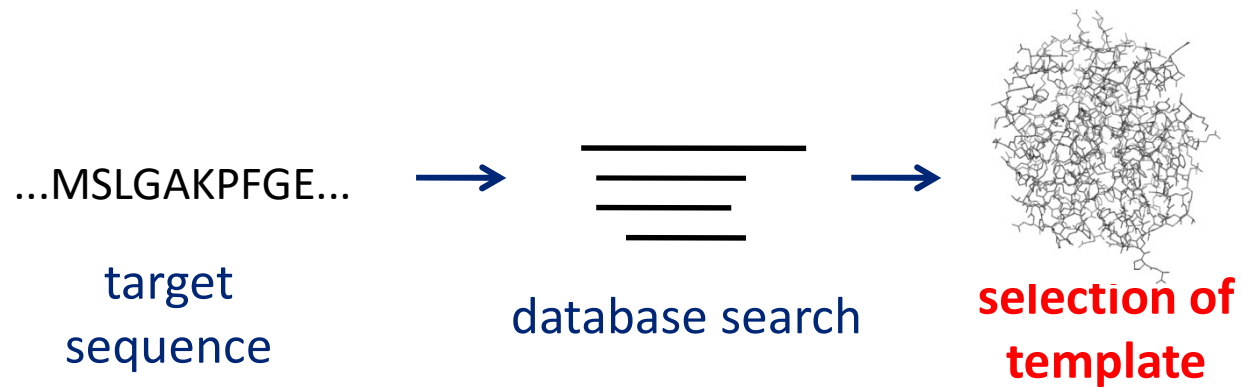 ...MSLGAKPFGE...
target
sequence
database search
selection of
template